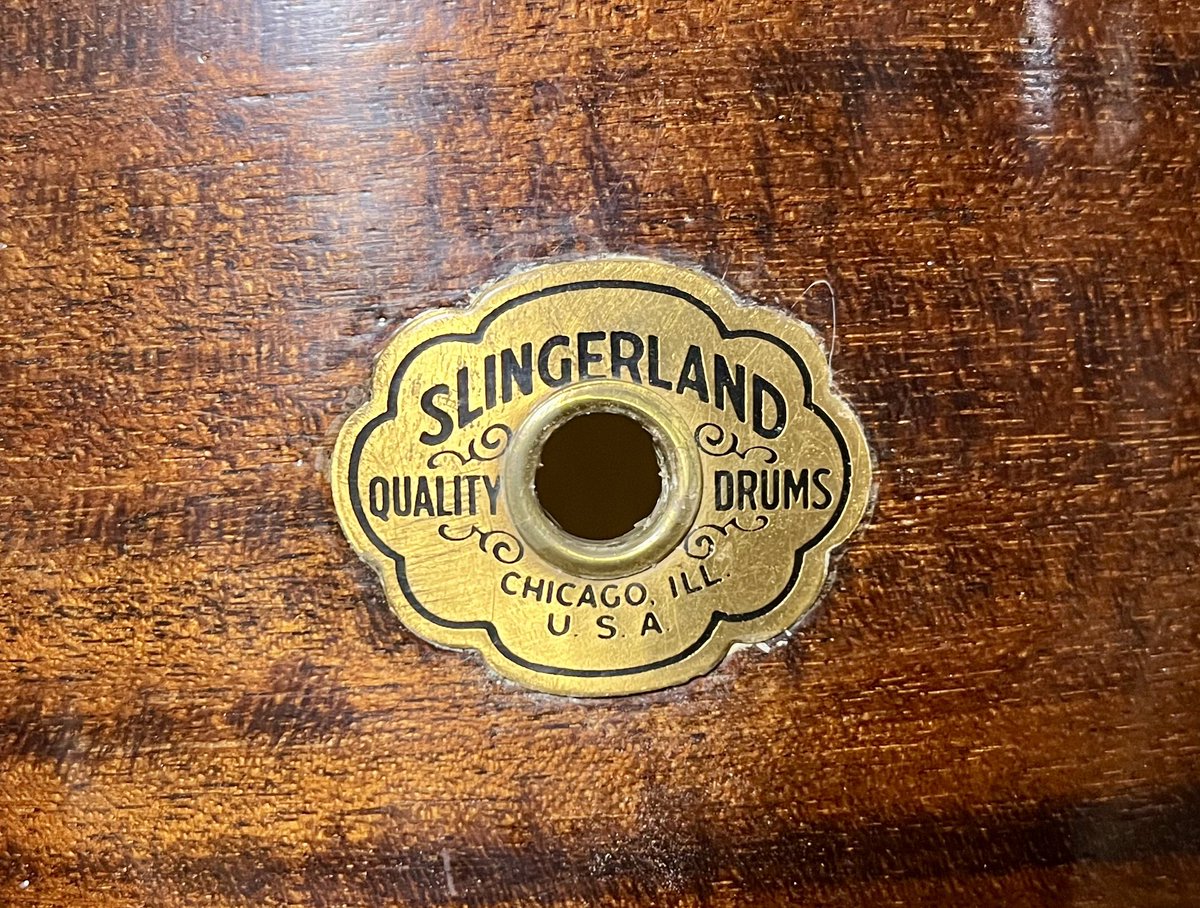 SLINGERLAND
QUALITY DRUMS
CHICAGO, ILL.
U. S. A.